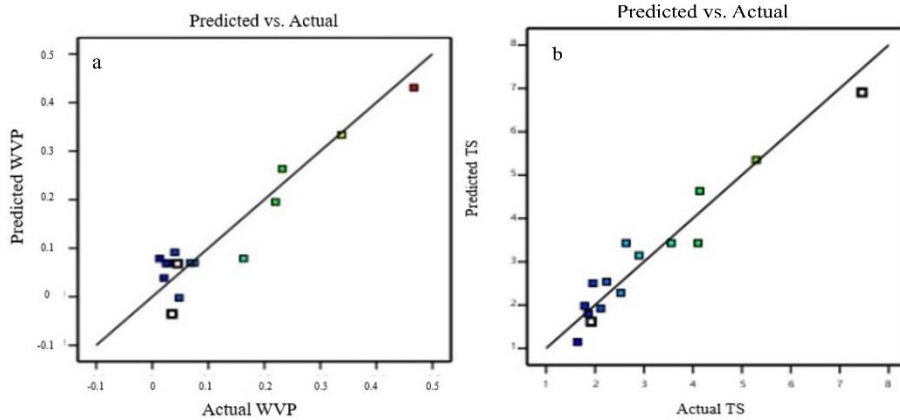 Predicted vs. Actual
a
0.5
0.4
0.3
0.2
0.1
0
-0.1
Predicted WVP
-0.1 0 0.1 0.2 0.3 0.4 0.5
Actual WVP
Predicted vs. Actual
b
8
7
6
5
4
3
2
1
Predicted TS
1 2 3 4 5 6 7 8
Actual TS